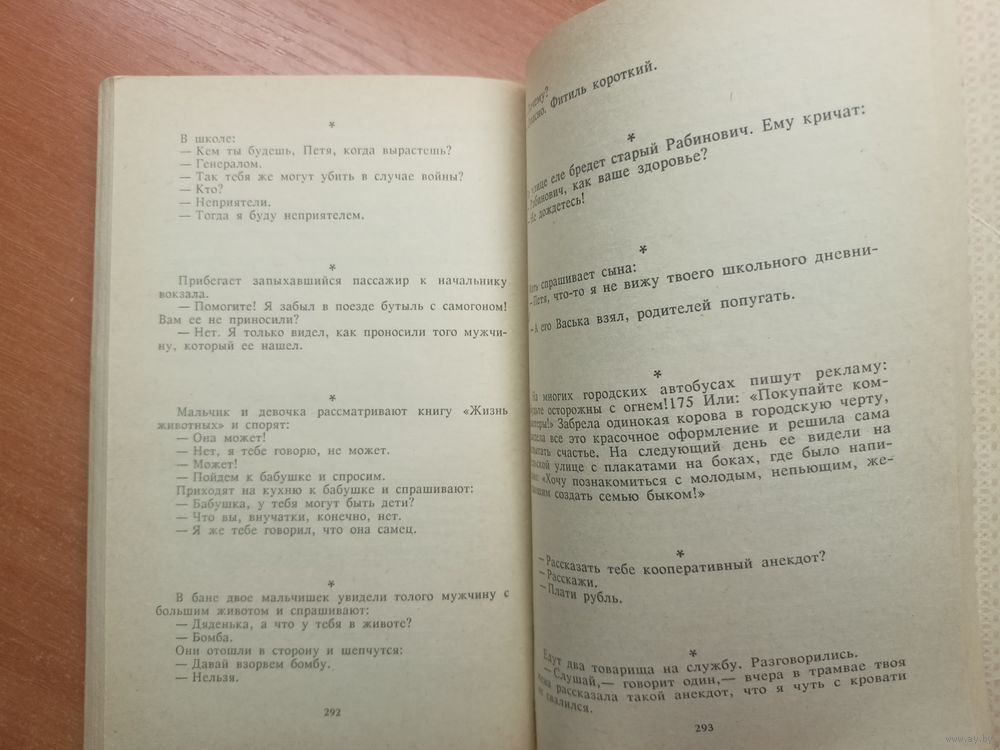 *
В школе:
— Кем ты будешь, Петя, когда вырастешь?
— Генералом.
— Так тебя же могут убить в случае войны?
— Кто?
— Неприятели.
— Тогда я буду неприятелем.
*
Прибегает запыхавшийся пассажир к начальнику
вокзала.
— Помогите! Я забыл в поезде бутыль с самогоном!
Вам ее не приносили?
— Нет. Я только видел, как проносили того мужчи-
ну, который ее нашел.
*
Мальчик и девочка рассматривают книгу «Жизнь
животных» и спорят:
— Она может!
— Нет, я тебе говорю, не может.
— Может!
— Пойдем к бабушке и спросим.
Приходят на кухню к бабушке и спрашивают:
— Бабушка, у тебя могут быть дети?
— Что вы, внучатки, конечно, нет.
— Я же тебе говорил, что она самец.
*
В бане двое мальчишек увидели толого мужчину с
большим животом и спрашивают:
— Дяденька, а что у тебя в животе?
— Бомба.
Они отошли в сторону и шепчутся:
— Давай взорвем бомбу.
— Нельзя.
292
Фитиль короткий.
*
еле бредет старый Рабинович. Ему кричат:
Рабинович, как ваше здоровье?
— Не дождетесь!
*
спрашивает сына:
— Петя, что-то я не вижу твоего школьного дневни-
— А его Васька взял, родителей попугать.
*
На многих городских автобусах пишут рекламу:
осторожны с огнем!175 Или: «Покупайте ком-
Забрела одинокая корова в городскую черту,
все это красочное оформление и решила сама
счастье. На следующий день ее видели на
улице с плакатами на боках, где было напи-
«Хочу познакомиться с молодым, непьющим, же-
создать семью быком!»
*
— Рассказать тебе кооперативный анекдот?
— Расскажи.
— Плати рубль.
*
Едут два товарища на службу. Разговорились.
— Слушай,— говорит один,— вчера в трамвае твоя
рассказала такой анекдот, что я чуть с кровати
не свалился.
293
www.ay.by